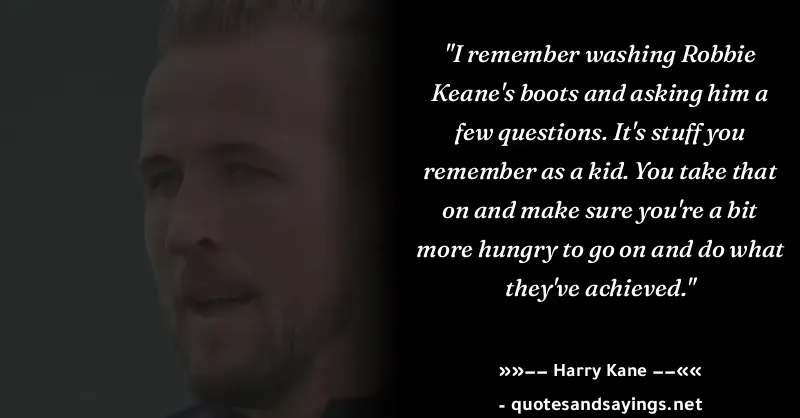 "I remember washing Robbie
Keane's boots and asking him a
few questions. It's stuff you
remember as a kid. You take that
on and make sure you're a bit
more hungry to go on and do what
they've achieved."
»»−− Harry Kane −−««
- quotesandsayings.net